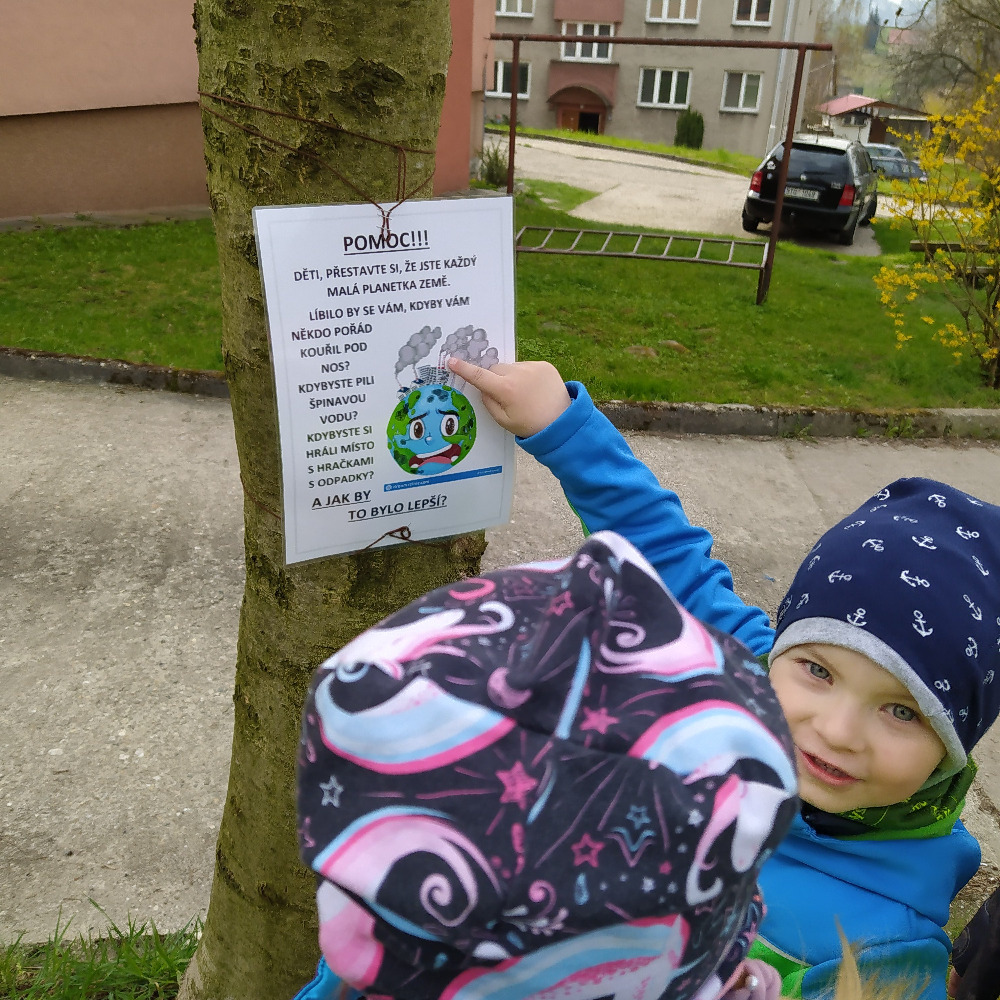 POMOC!!!
DĚTI, PŘESTAVTE SI, ŽE JSTE KAŽDÝ
MALÁ PLANETKA ZEMĚ.
LÍBILO BY SE VÁM, KDYBY VÁM
NĚKDO POŘÁD
KOUŘIL POD
NOS?
KDYBYSTE PILI
ŠPINAVOU
VODU?
KDYBYSTE SI
HRÁLI MÍSTO
S HRAČKAMI
S ODPADKY?
A JAK BY
TO BYLO LEPŠÍ?